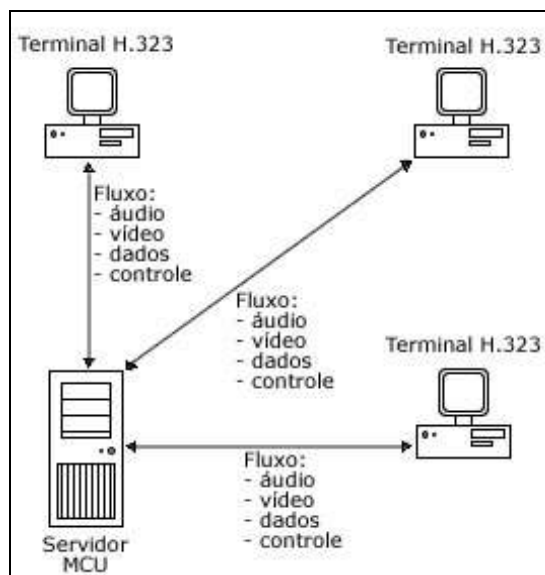 Terminal H.323
Terminal H.323
Fluxo:
- áudio
- vídeo
- dados
- controle
Fluxo:
- áudio
- vídeo
- dados
- controle
Terminal H.323
Fluxo:
- áudio
- vídeo
- dados
- controle
Servidor
MCU